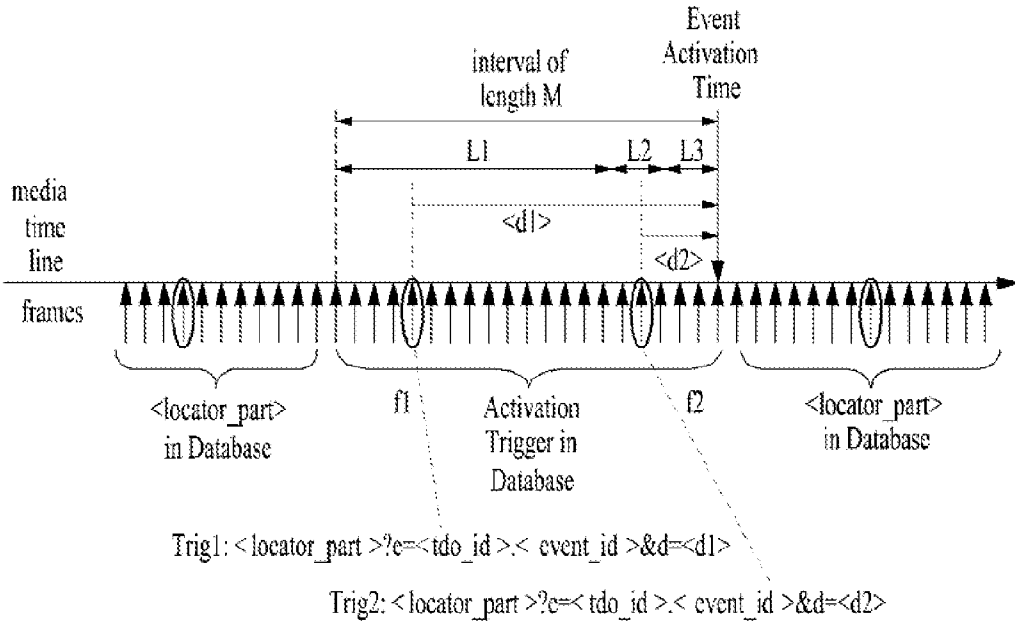 Event
Activation
Time
interval of
length M
L1
L2
L3
media
time
line
<d1>
<d2>
frames
<locator_part>
in Database
f1
Activation
Trigger in
Database
f2
<locator_part>
in Database
Trig1: <locator_part>?e=<tdo_id>.< event_id>&d=<d1>
Trig2: <locator_part>?e=<tdo_id>.< event_id>&d=<d2>